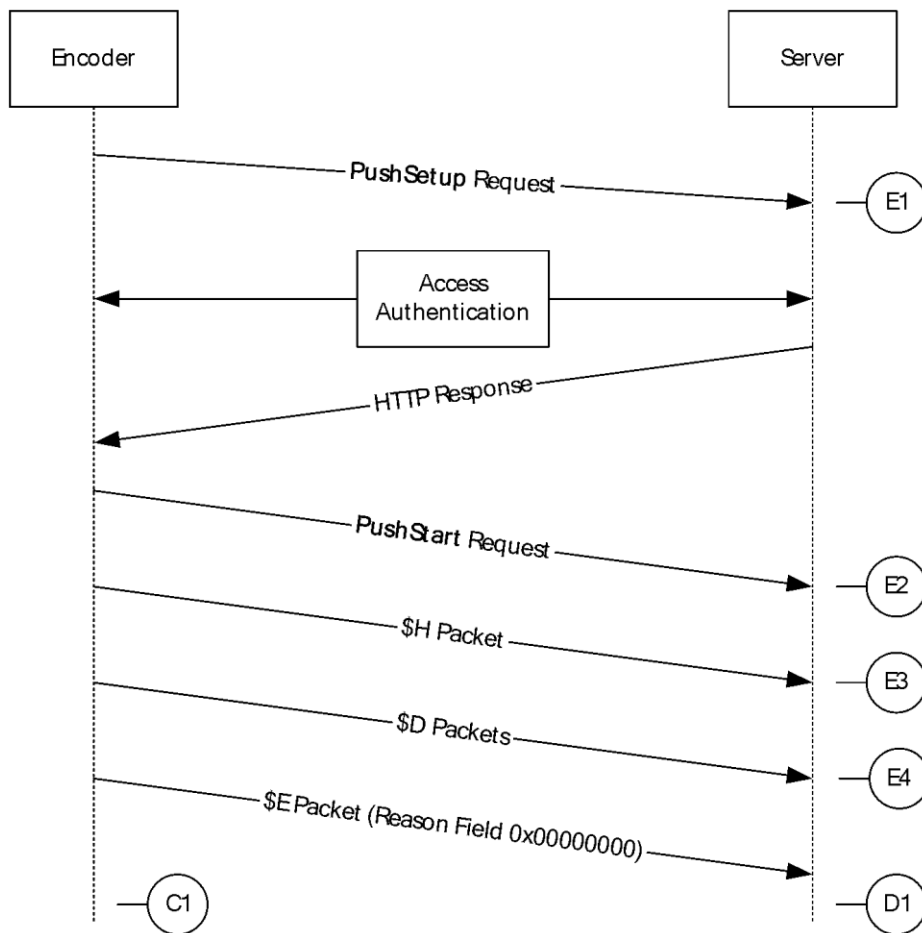 Encoder
Server
PushSetup Request
E1
Access
Authentication
HTTP Response
PushStart Request
E2
$H Packet
E3
$D Packets
E4
$E Packet (Reason Field 0x00000000)
C1
D1